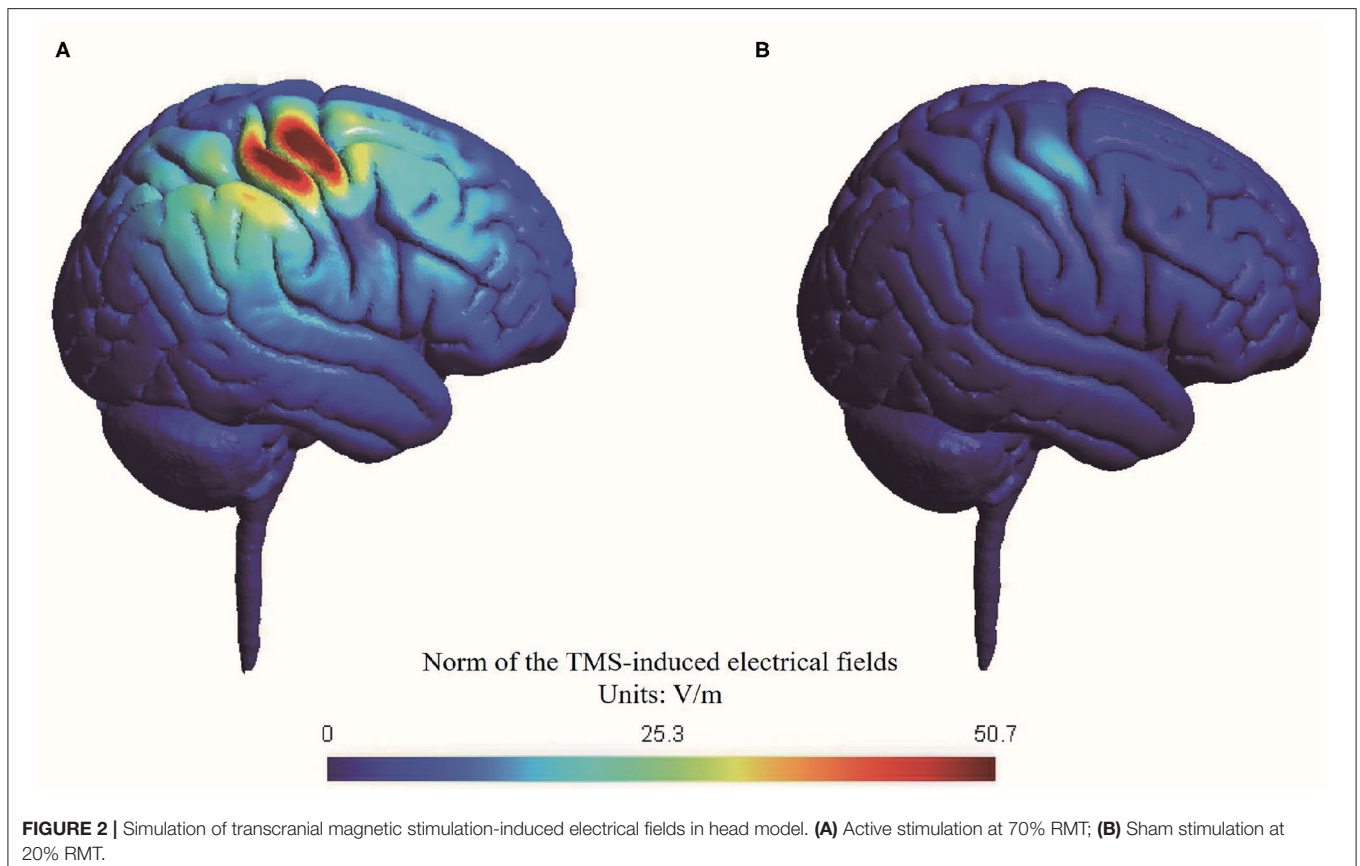 A
B
Norm of the TMS-induced electrical fields
Units: V/m
0 25.3 50.7
FIGURE 2 | Simulation of transcranial magnetic stimulation-induced electrical fields in head model. (A) Active stimulation at 70% RMT; (B) Sham stimulation at
20% RMT.